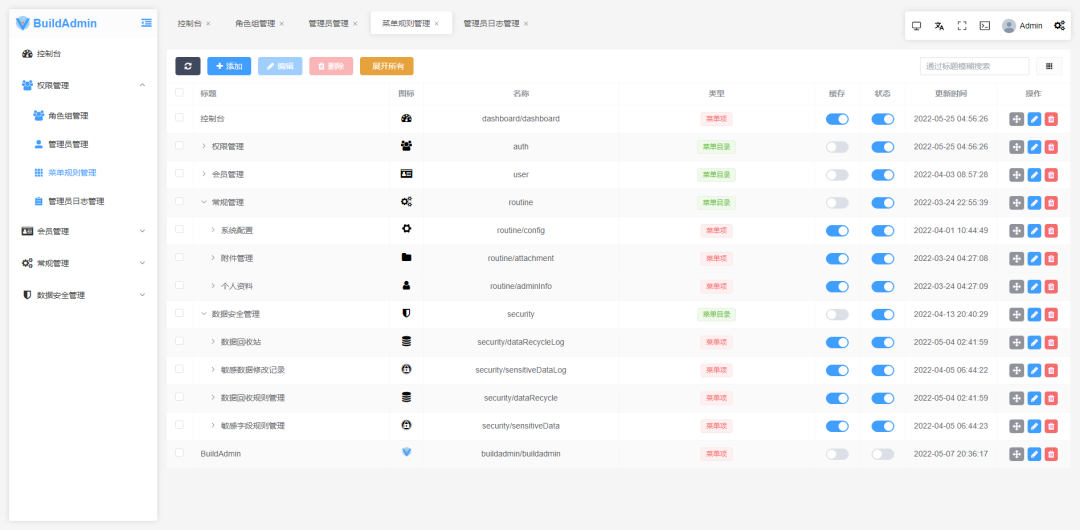 BuildAdmin
控制台
权限管理
角色组管理
管理员管理
菜单规则管理
管理员日志管理
会员管理
常规管理
数据安全管理
控制台 × 角色组管理 × 管理员管理 × 菜单规则管理 × 管理员日志管理 ×
Admin
添加 编辑 删除 展开所有
通过标题模糊搜索
标题 图标 名称 类型 缓存 状态 更新时间 操作
控制台 dashboard/dashboard 菜单项 2022-05-25 04:56:26
权限管理 auth 菜单目录 2022-05-25 04:56:26
会员管理 user 菜单目录 2022-04-03 08:57:28
常规管理 routine 菜单目录 2022-03-24 22:55:39
系统配置 routine/config 菜单项 2022-04-01 10:44:49
附件管理 routine/attachment 菜单项 2022-03-24 04:27:08
个人资料 routine/adminInfo 菜单项 2022-03-24 04:27:09
数据安全管理 security 菜单目录 2022-04-13 20:40:29
数据回收站 security/dataRecycleLog 菜单项 2022-05-04 02:41:59
敏感数据修改记录 security/sensitiveDataLog 菜单项 2022-04-05 06:44:22
数据回收规则管理 security/dataRecycle 菜单项 2022-05-04 02:41:59
敏感字段规则管理 security/sensitiveData 菜单项 2022-04-05 06:44:23
BuildAdmin buildadmin/buildadmin 菜单项 2022-05-07 20:36:17